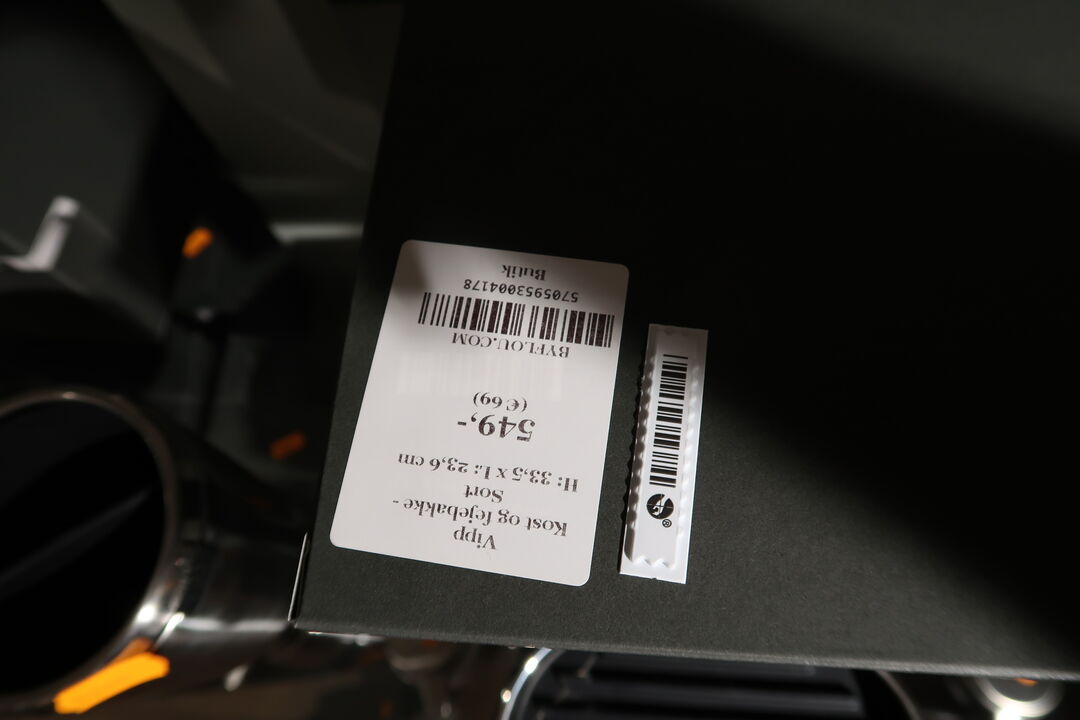 Vipp
Kost og fejebakke -
Sort
H: 33,5 x L: 23,6 cm
549,-
(€ 69)
BYFLOU.COM
5705953004178
Butik